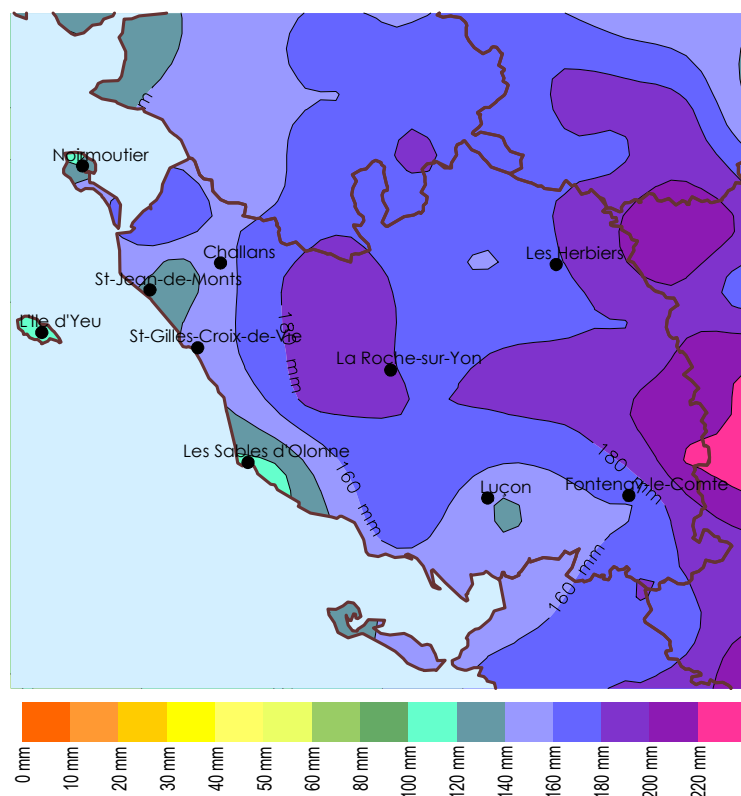 m
Noirmoutier
Challans
Les Herbiers
St-Jean-de-Monts
L'Ile d'Yeu
St-Gilles-Croix-de-Vie
180 mm
La Roche-sur-Yon
Les Sables d'Olonne
160 mm
Luçon
180 mm
Fontenay-le-Comte
160 mm
0 mm
10 mm
20 mm
30 mm
40 mm
50 mm
60 mm
80 mm
100 mm
120 mm
140 mm
160 mm
180 mm
200 mm
220 mm